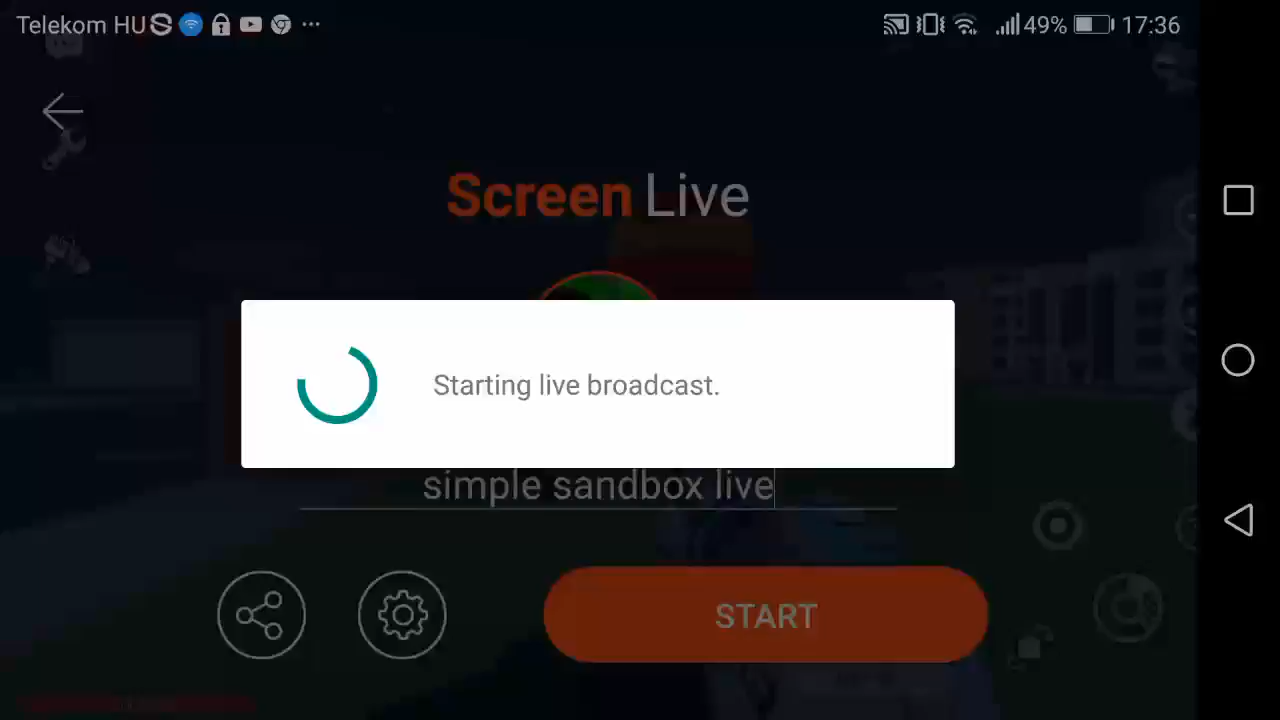 Telekom HU 49% 17:36
Screen Live
Starting live broadcast.
simple sandbox live
START